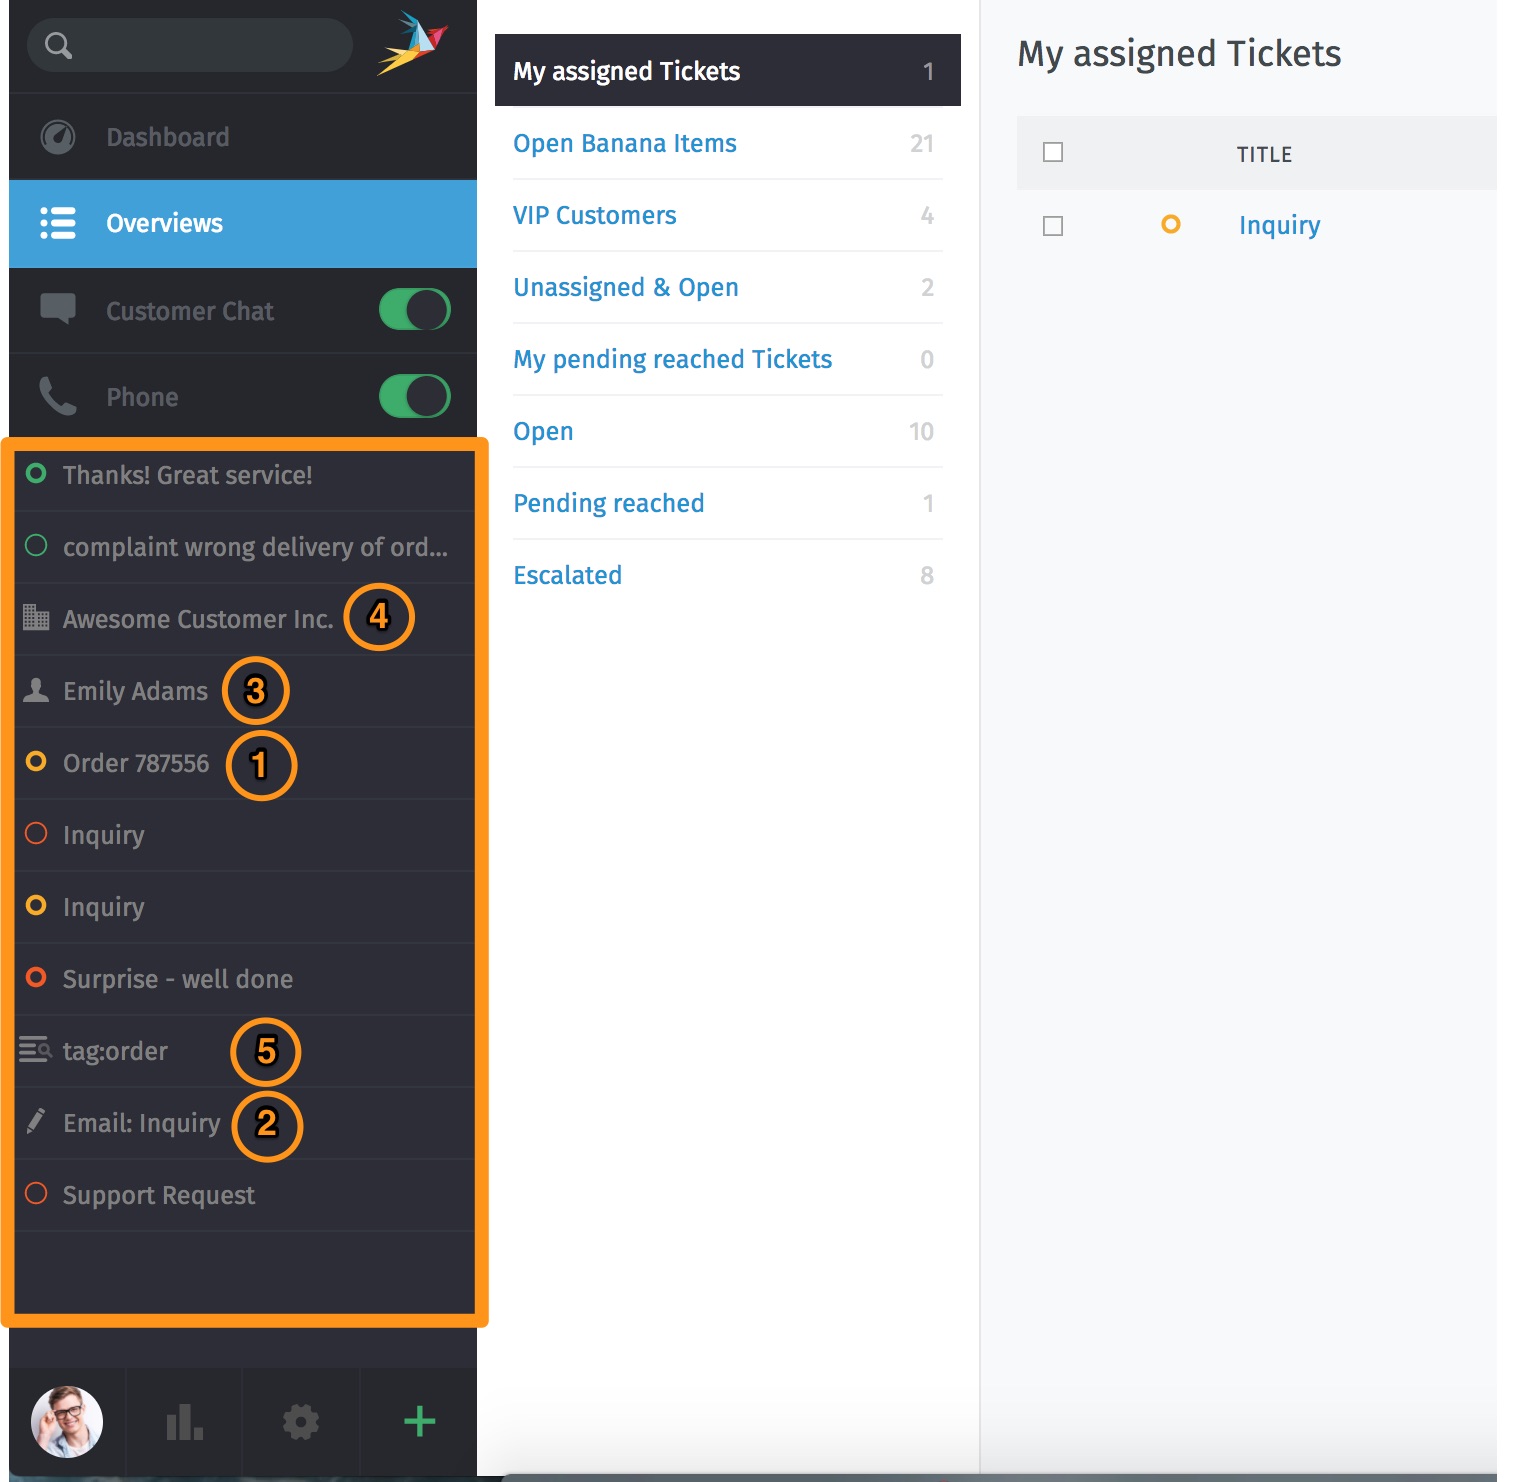 Dashboard
Overviews
Customer Chat
Phone
Thanks! Great service!
complaint wrong delivery of ord...
Awesome Customer Inc. 4
Emily Adams 3
Order 787556 1
Inquiry
Inquiry
Surprise - well done
tag:order 5
Email: Inquiry 2
Support Request
My assigned Tickets 1
Open Banana Items 21
VIP Customers 4
Unassigned & Open 2
My pending reached Tickets 0
Open 10
Pending reached 1
Escalated 8
My assigned Tickets
TITLE
Inquiry